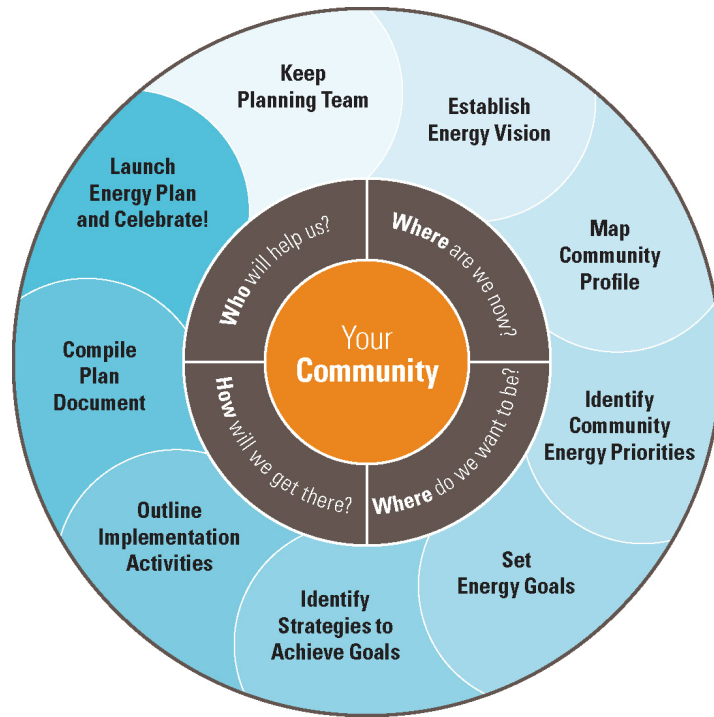 Keep
Planning Team
Establish
Energy Vision
Map
Community
Profile
Identify
Community
Energy Priorities
Set
Energy Goals
Identify
Strategies to
Achieve Goals
Outline
Implementation
Activities
Compile
Plan
Document
Launch
Energy Plan
and Celebrate!
Who will help us?
Where are we now?
Where do we want to be?
How will we get there?
Your
Community